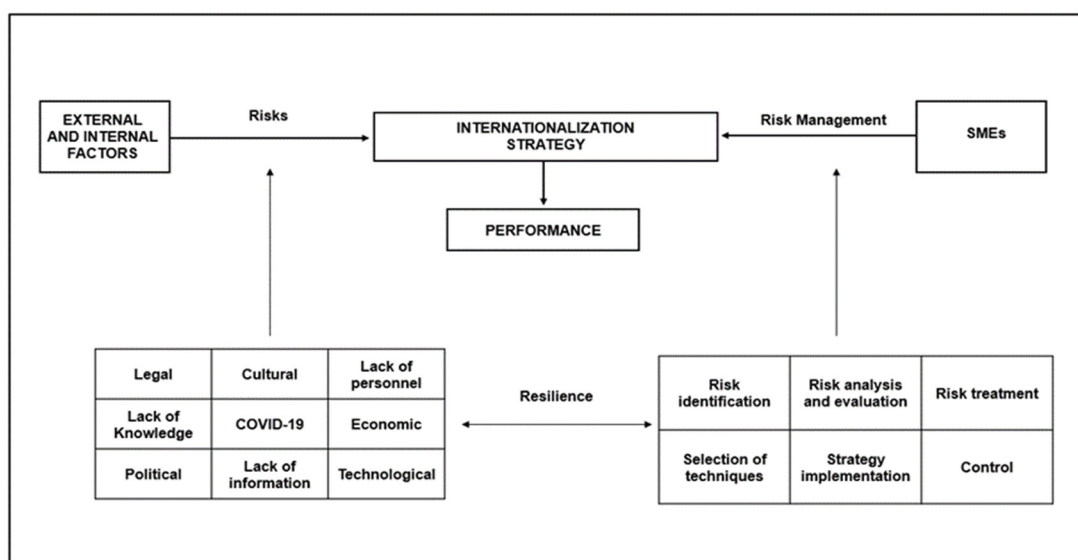 EXTERNAL
AND INTERNAL
FACTORS
Risks
INTERNATIONALIZATION
STRATEGY
Risk Management
SMEs
PERFORMANCE
Legal
Cultural
Lack of
personnel
Lack of
Knowledge
COVID-19
Economic
Political
Lack of
information
Technological
Resilience
Risk
identification
Risk analysis
and evaluation
Risk treatment
Selection of
techniques
Strategy
implementation
Control